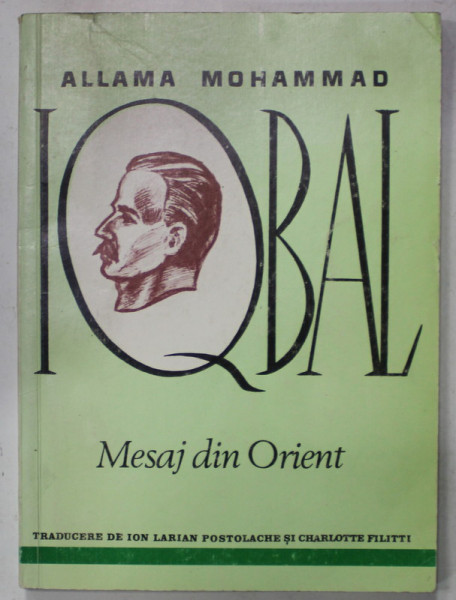 ALLAMA MOHAMMAD
IQBAL
Mesaj din Orient
TRADUCERE DE ION LARIAN POSTOLACHE ȘI CHARLOTTE FILITTI